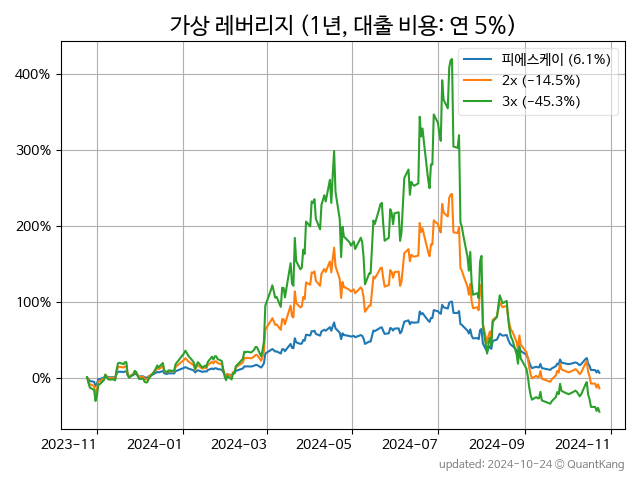 가상 레버리지 (1년, 대출 비용: 연 5%)
피에스케이 (6.1%)
2x (−14.5%)
3x (−45.3%)
400%
300%
200%
100%
0%
2023-11 2024-01 2024-03 2024-05 2024-07 2024-09 2024-11
updated: 2024-10-24 © QuantKang